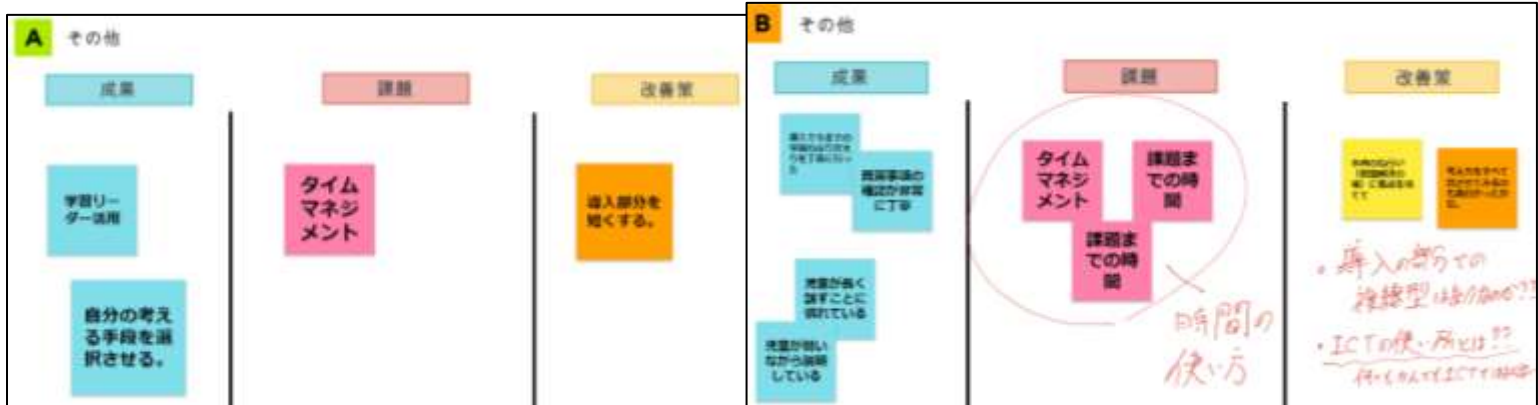 A その他
成果
課題
改善策
学習リー
ダー活用
自分の考え
る手段を選
択させる。
タイム
マネジ
メント
導入部分を
短くする。
B その他
成果
課題
改善策
既習事項の
確認が非常
に丁寧
児童が長く
話すことに
慣れている
児童が問い
ながら説明
している
タイム
マネジ
メント
課題ま
での時
間
課題ま
での時
間
時間の
使い方
・導入の部分での
複線型は
・ICTの使い所とは??